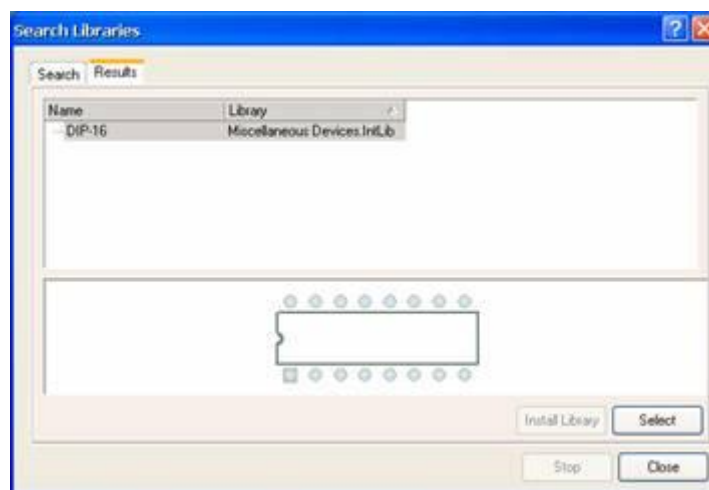 Search Libraries
Search Results
Name Library
DIP-16 Miscellaneous Devices.IntLib
Install Library Select
Stop Close